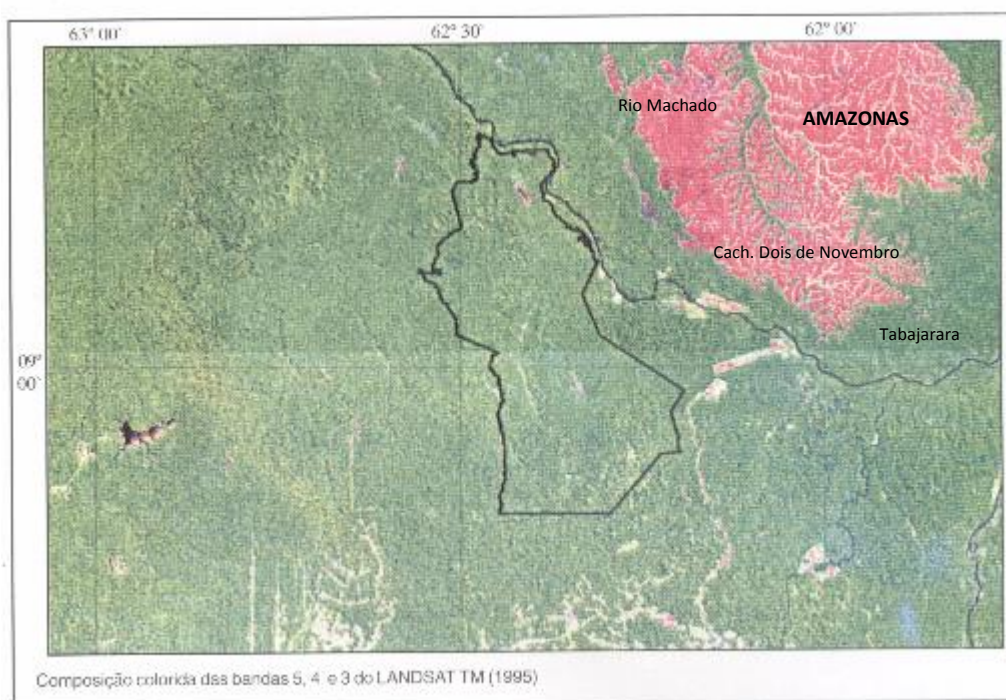 63° 00'
62° 30'
62° 00'
Rio Machado
AMAZONAS
Cach. Dois de Novembro
Tabajarara
09°
00'
Composição colorida das bandas 5, 4 e 3 do LANDSAT TM (1995)